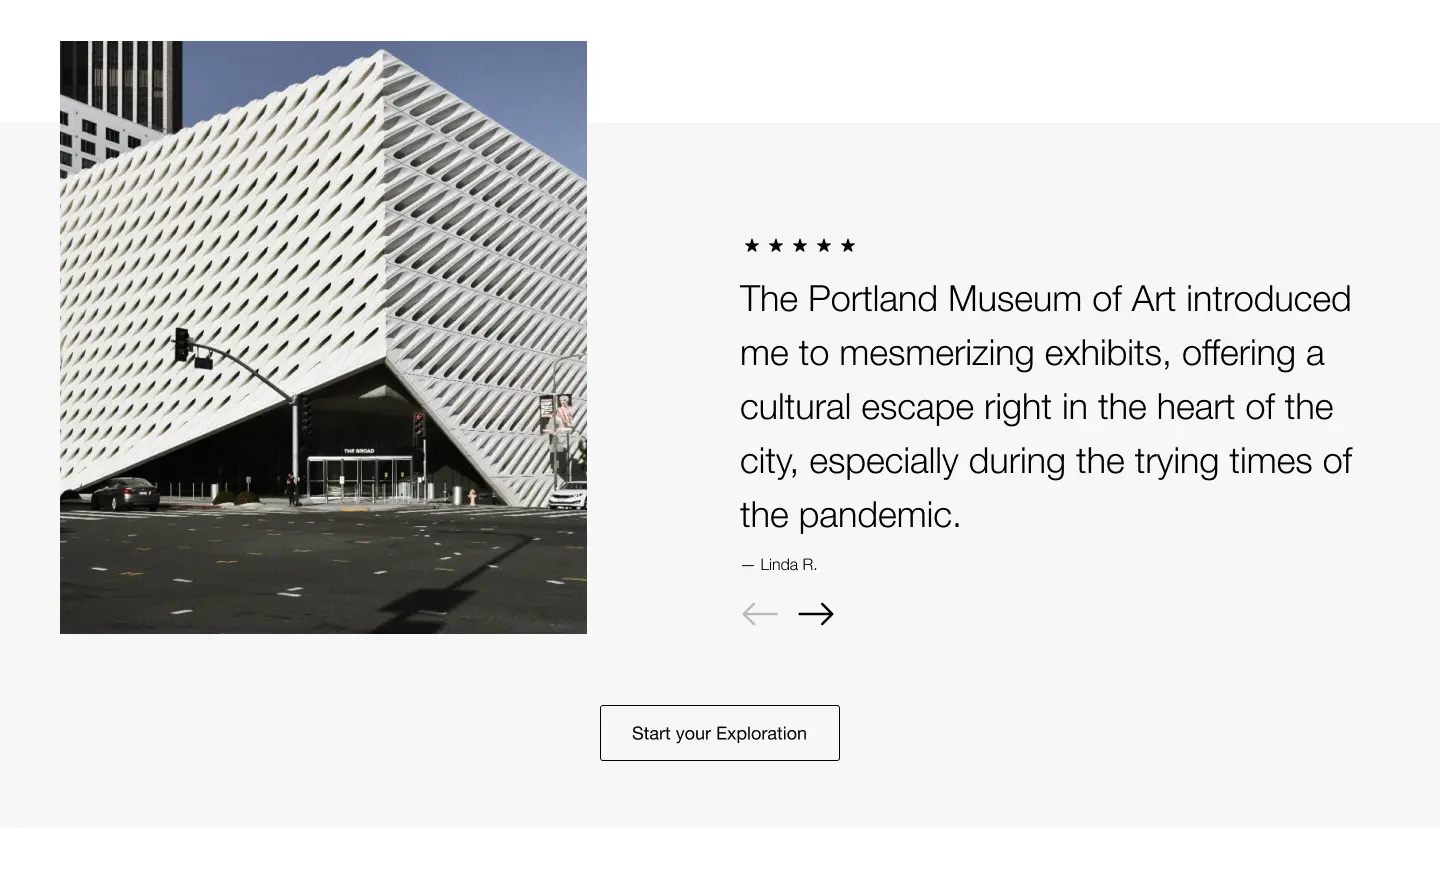 THE BROAD
The Portland Museum of Art introduced
me to mesmerizing exhibits, offering a
cultural escape right in the heart of the
city, especially during the trying times of
the pandemic.
— Linda R.
Start your Exploration